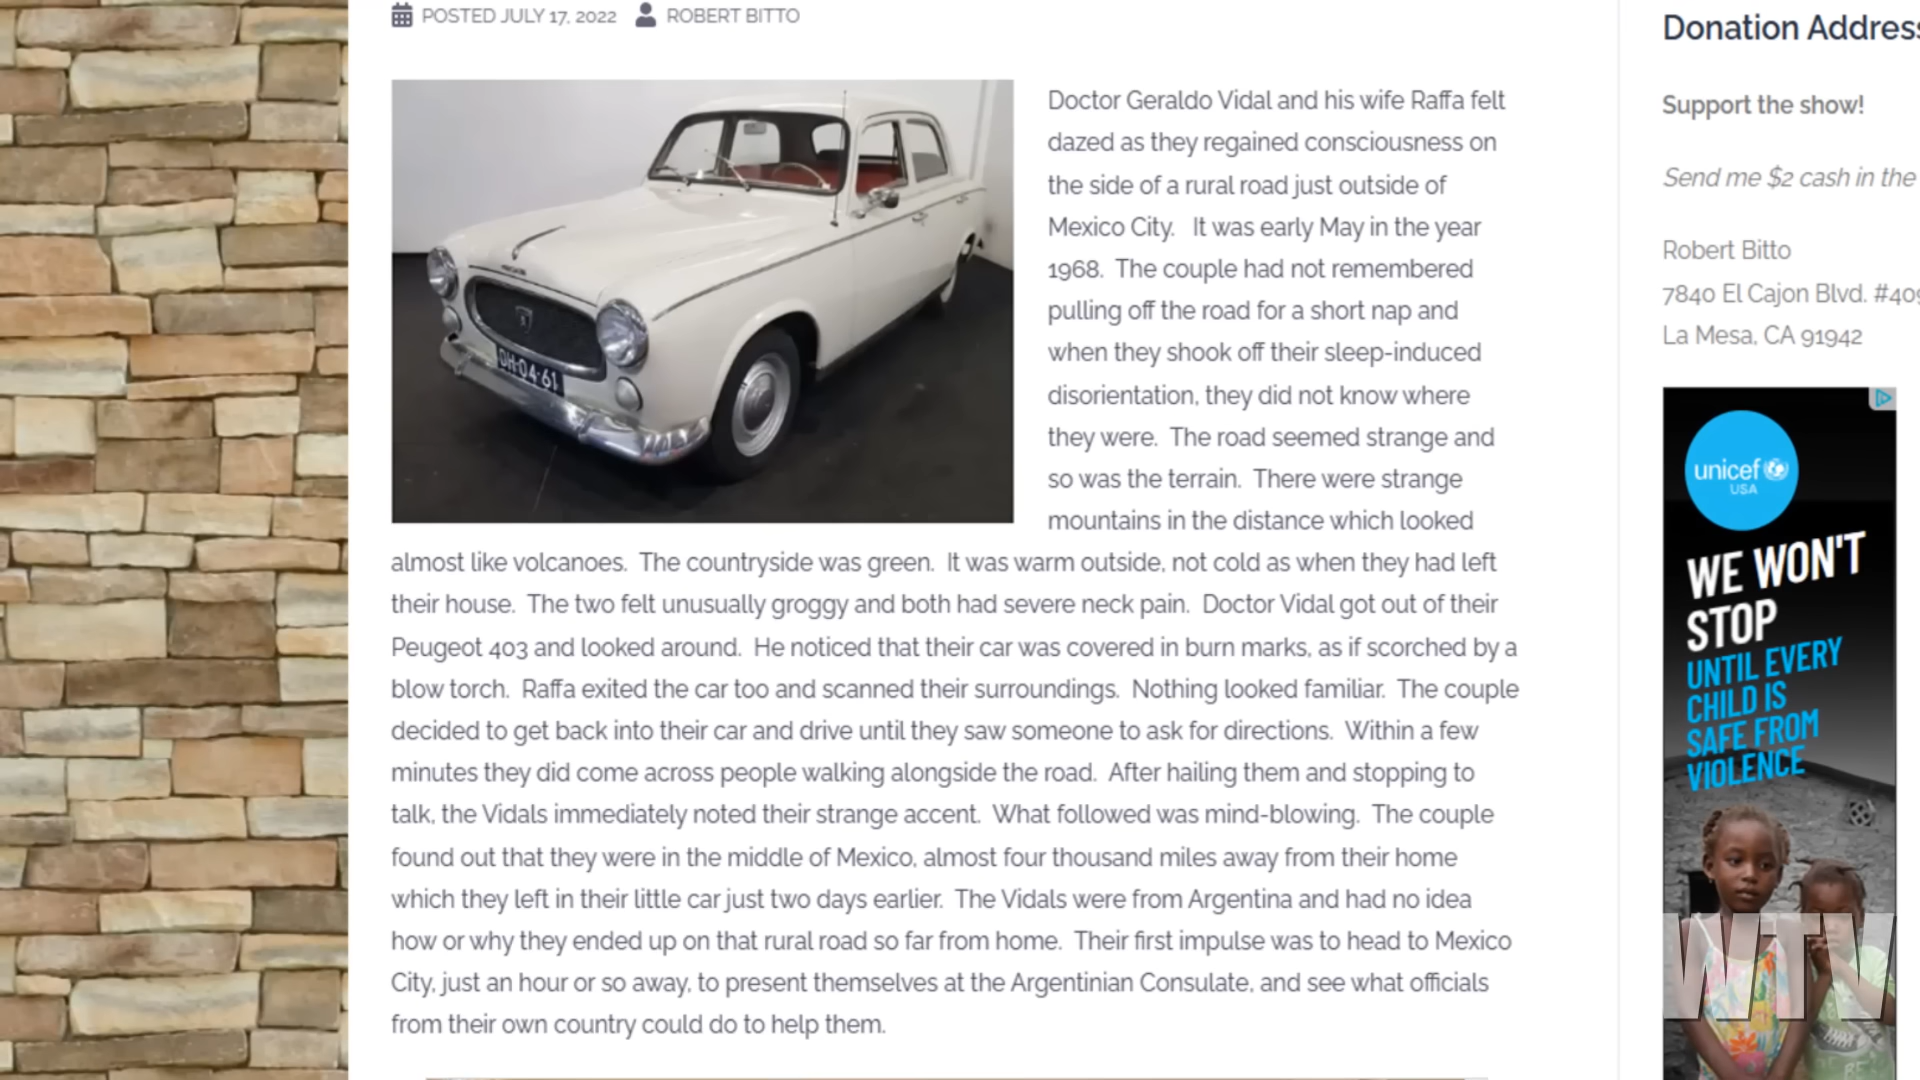 POSTED JULY 17, 2022 ROBERT BITTO
Doctor Geraldo Vidal and his wife Raffa felt
dazed as they regained consciousness on
the side of a rural road just outside of
Mexico City. It was early May in the year
1968. The couple had not remembered
pulling off the road for a short nap and
when they shook off their sleep-induced
disorientation, they did not know where
they were. The road seemed strange and
so was the terrain. There were strange
mountains in the distance which looked
almost like volcanoes. The countryside was green. It was warm outside, not cold as when they had left
their house. The two felt unusually groggy and both had severe neck pain. Doctor Vidal got out of their
Peugeot 403 and looked around. He noticed that their car was covered in burn marks, as if scorched by a
blow torch. Raffa exited the car too and scanned their surroundings. Nothing looked familiar. The couple
decided to get back into their car and drive until they saw someone to ask for directions. Within a few
minutes they did come across people walking alongside the road. After hailing them and stopping to
talk, the Vidals immediately noted their strange accent. What followed was mind-blowing. The couple
found out that they were in the middle of Mexico, almost four thousand miles away from their home
which they left in their little car just two days earlier. The Vidals were from Argentina and had no idea
how or why they ended up on that rural road so far from home. Their first impulse was to head to Mexico
City, just an hour or so away, to present themselves at the Argentinian Consulate, and see what officials
from their own country could do to help them.
DH-04-61
Donation Address
Support the show!
Send me $2 cash in the
Robert Bitto
7840 El Cajon Blvd. #409
La Mesa, CA 91942
unicef
USA
WE WON'T
STOP
UNTIL EVERY
CHILD IS
SAFE FROM
VIOLENCE
WTV